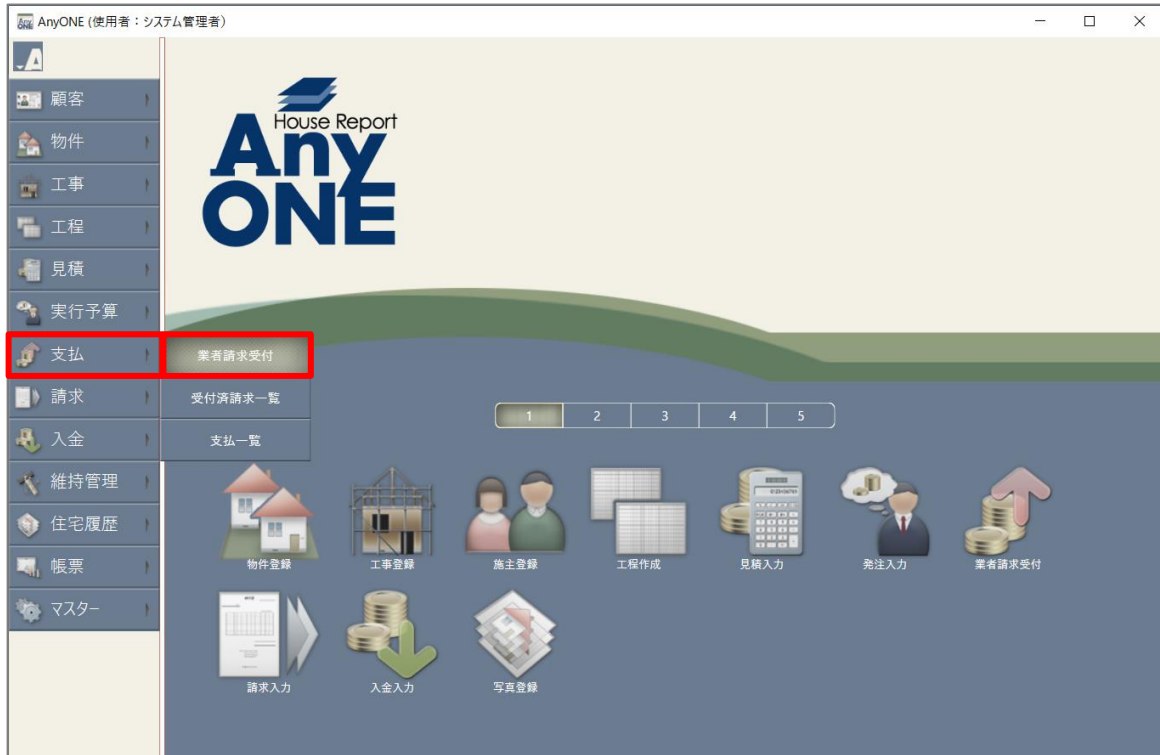 AnyONE (使用者：システム管理者)
顧客
物件
工事
工程
見積
実行予算
支払
請求
入金
維持管理
住宅履歴
帳票
マスター
House Report
Any
ONE
業者請求受付
受付済請求一覧
支払一覧
1 2 3 4 5
物件登録 工事登録 施主登録 工程作成 見積入力 発注入力 業者請求受付
請求入力 入金入力 写真登録